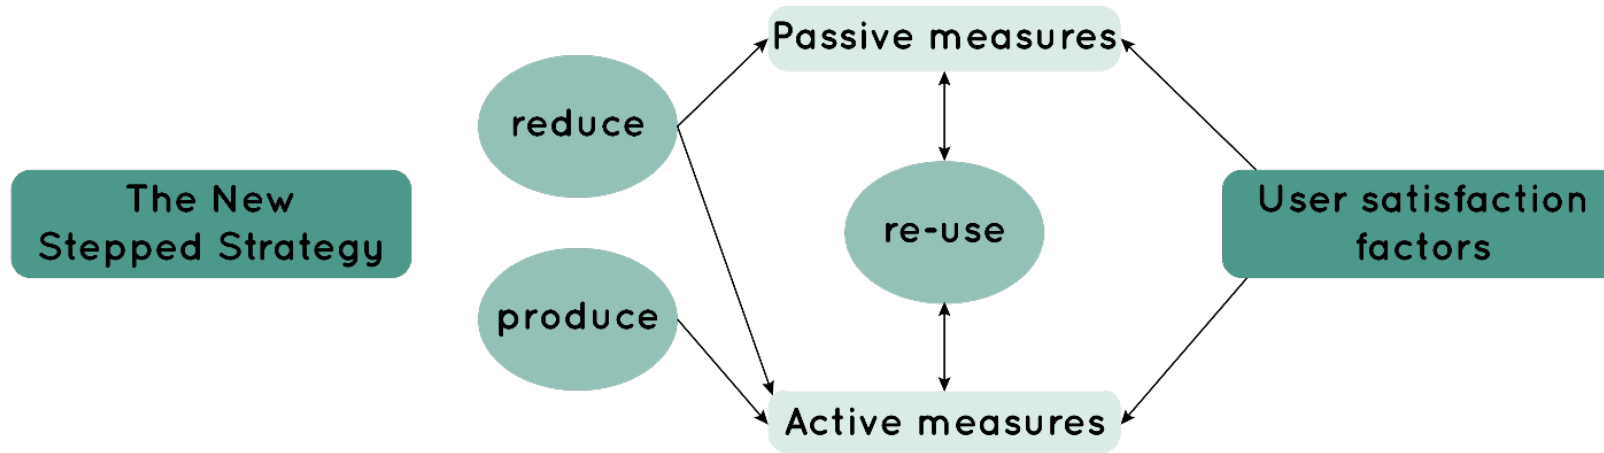 The New
Stepped Strategy
reduce
produce
Passive measures
re-use
Active measures
User satisfaction
factors